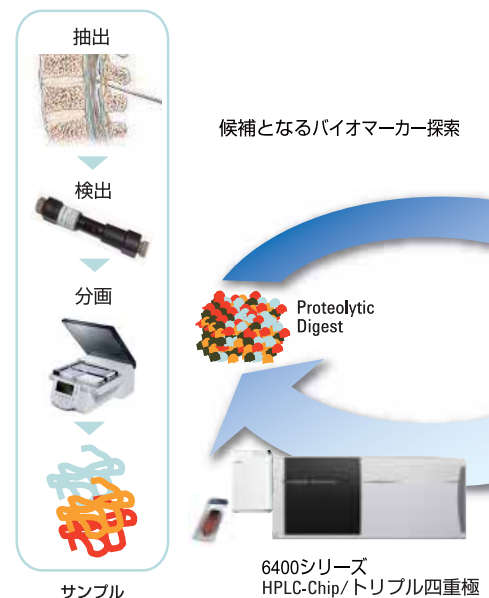 抽出
検出
分画
サンプル
候補となるバイオマーカー探索
Proteolytic
Digest
6400シリーズ
HPLC-Chip/トリプル四重極